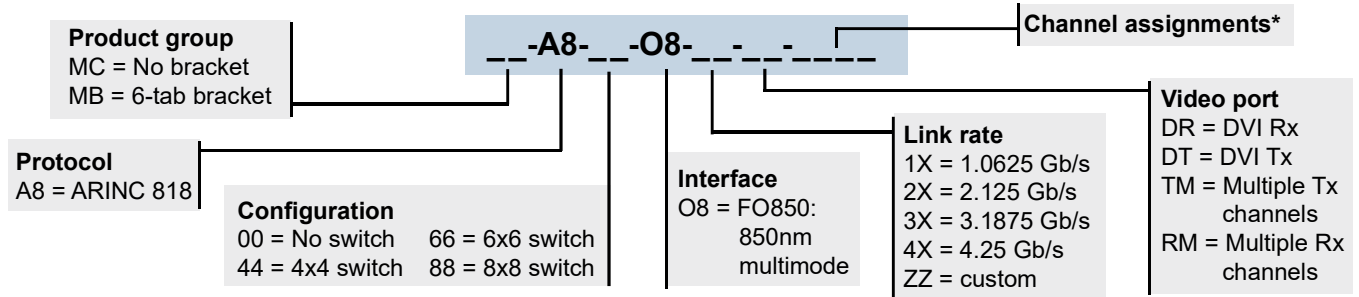 __-A8-__-O8-__-__-____
Channel assignments*
Product group
MC = No bracket
MB = 6-tab bracket
Protocol
A8 = ARINC 818
Configuration
00 = No switch 66 = 6x6 switch
44 = 4x4 switch 88 = 8x8 switch
Interface
O8 = FO850:
850nm
multimode
Link rate
1X = 1.0625 Gb/s
2X = 2.125 Gb/s
3X = 3.1875 Gb/s
4X = 4.25 Gb/s
ZZ = custom
Video port
DR = DVI Rx
DT = DVI Tx
TM = Multiple Tx
channels
RM = Multiple Rx
channels